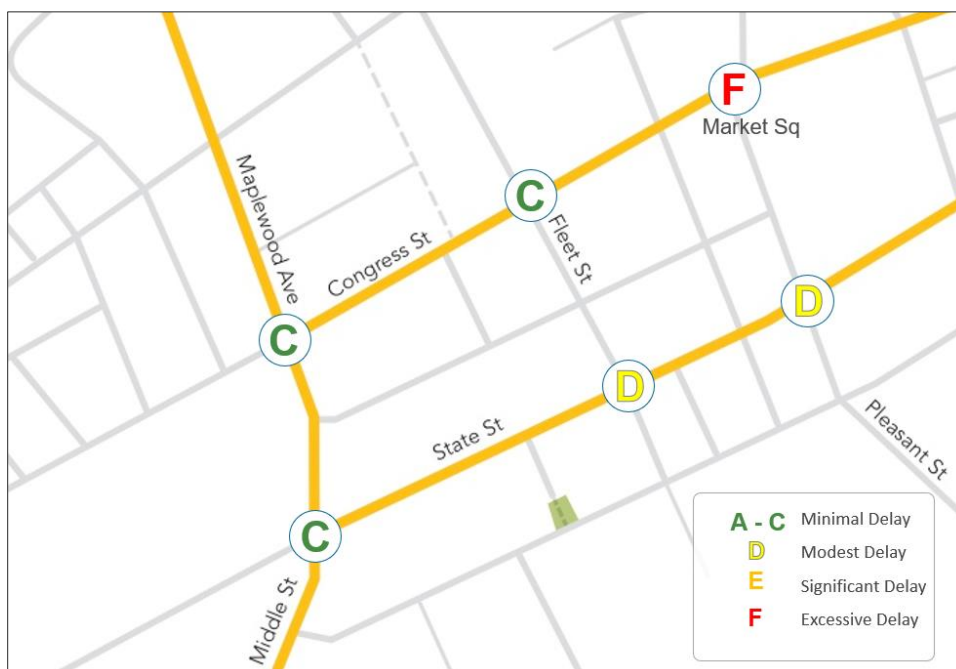 F
Market Sq
Maplewood Ave
C
Fleet St
Congress St
D
C
D
State St
Pleasant St
C
Middle St
A - C Minimal Delay
D Modest Delay
E Significant Delay
F Excessive Delay